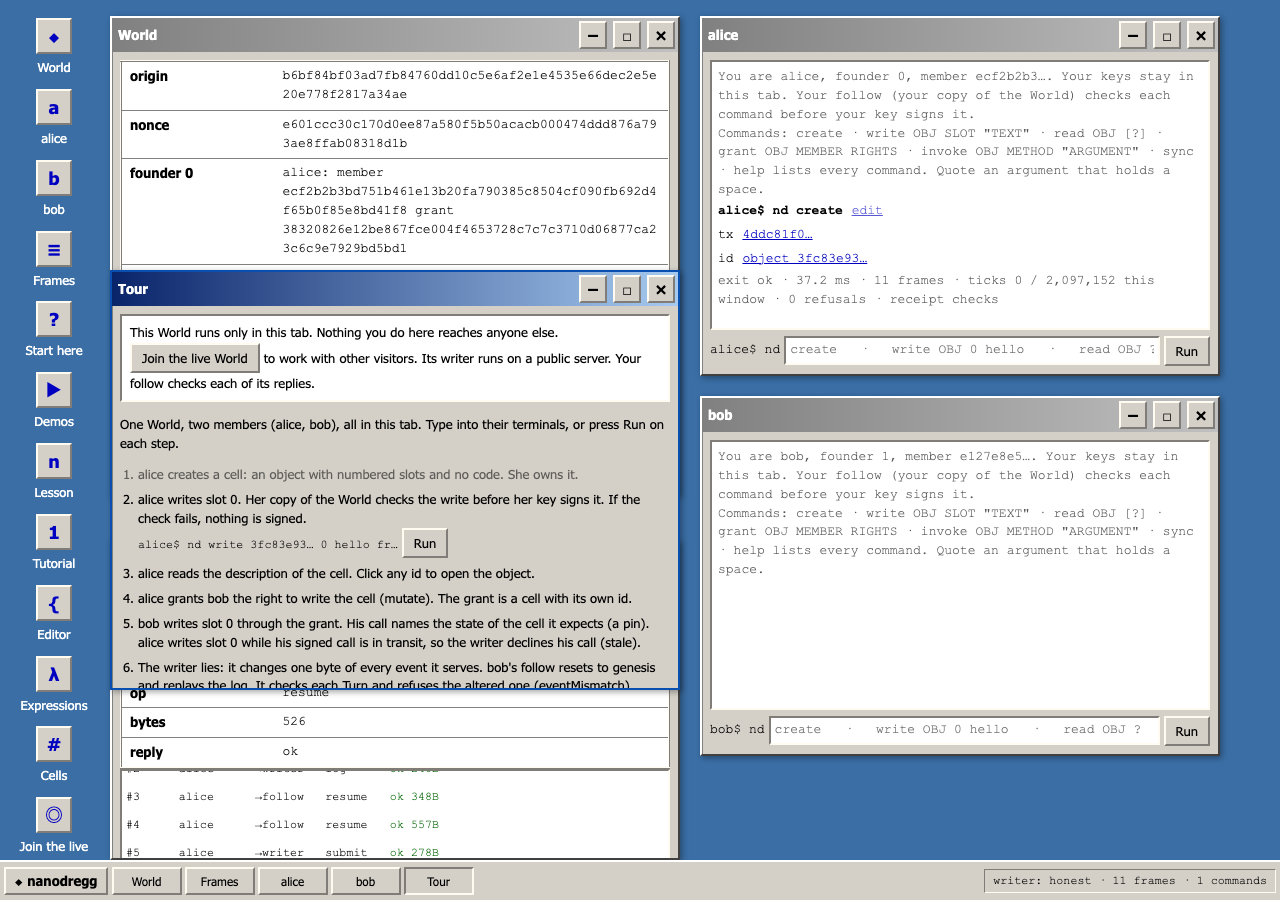 World
alice
bob
Frames
Start here
Demos
Lesson
Tutorial
Editor
Expressions
Cells
Join the live
World
origin b6bf84bf03ad7fb84760dd10c5e6af2e1e4535e66dec2e5e
20e778f2817a34ae
nonce e601ccc30c170d0ee87a580f5b50acacb000474ddd876a79
3ae8ffab08318d1b
founder 0 alice: member
ecf2b2b3bd751b461e13b20fa790385c8504cf090fb692d4
f65b0f85e8bd41f8 grant
38320826e12be867fce004f4653728c7c7c3710d06877ca2
3c6c9e7929bd5bd1
Tour
This World runs only in this tab. Nothing you do here reaches anyone else.
Join the live World to work with other visitors. Its writer runs on a public server. Your
follow checks each of its replies.
One World, two members (alice, bob), all in this tab. Type into their terminals, or press Run on
each step.
1. alice creates a cell: an object with numbered slots and no code. She owns it.
2. alice writes slot 0. Her copy of the World checks the write before her key signs it. If the
check fails, nothing is signed.
alice$ nd write 3fc83e93… 0 hello fr… Run
3. alice reads the description of the cell. Click any id to open the object.
4. alice grants bob the right to write the cell (mutate). The grant is a cell with its own id.
5. bob writes slot 0 through the grant. His call names the state of the cell it expects (a pin).
alice writes slot 0 while his signed call is in transit, so the writer declines his call (stale).
6. The writer lies: it changes one byte of every event it serves. bob's follow resets to genesis
and replays the log. It checks each Turn and refuses the altered one (eventMismatch)
op resume
bytes 526
reply ok
#3 alice →follow resume ok 348B
#4 alice →follow resume ok 557B
#5 alice →writer submit ok 278B
alice
You are alice, founder 0, member ecf2b2b3…. Your keys stay in
this tab. Your follow (your copy of the World) checks each
command before your key signs it.
Commands: create · write OBJ SLOT "TEXT" · read OBJ [?] ·
grant OBJ MEMBER RIGHTS · invoke OBJ METHOD "ARGUMENT" · sync
· help lists every command. Quote an argument that holds a
space.
alice$ nd create edit
tx 4ddc81f0…
id object 3fc83e93…
exit ok · 37.2 ms · 11 frames · ticks 0 / 2,097,152 this
window · 0 refusals · receipt checks
alice$ nd create · write OBJ 0 hello · read OBJ ? Run
bob
You are bob, founder 1, member e127e8e5…. Your keys stay in
this tab. Your follow (your copy of the World) checks each
command before your key signs it.
Commands: create · write OBJ SLOT "TEXT" · read OBJ [?] ·
grant OBJ MEMBER RIGHTS · invoke OBJ METHOD "ARGUMENT" · sync
· help lists every command. Quote an argument that holds a
space.
bob$ nd create · write OBJ 0 hello · read OBJ ? Run
nanodregg World Frames alice bob Tour writer: honest · 11 frames · 1 commands